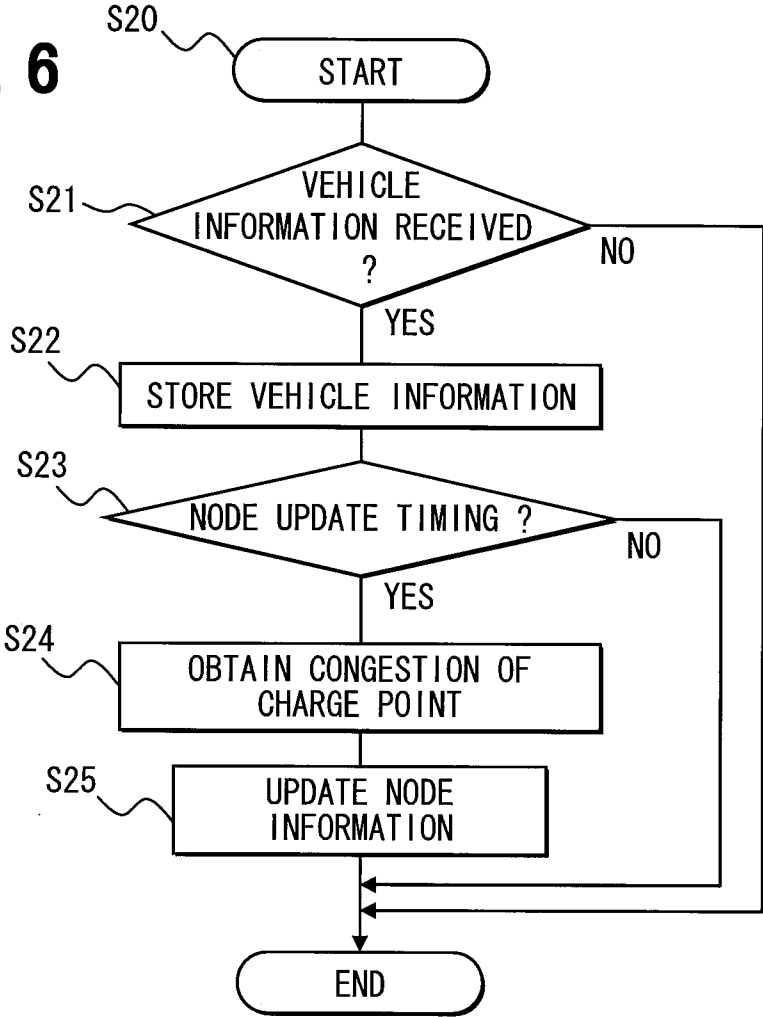 6
S20
START
S21
VEHICLE
INFORMATION RECEIVED
?
NO
YES
S22
STORE VEHICLE INFORMATION
S23
NODE UPDATE TIMING ?
NO
YES
S24
OBTAIN CONGESTION OF
CHARGE POINT
S25
UPDATE NODE
INFORMATION
END